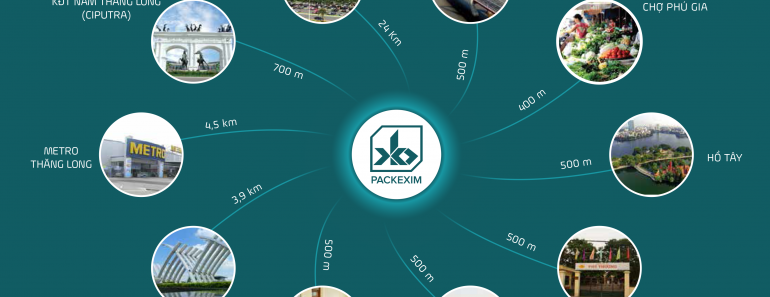 KĐT NAM THĂNG LONG
(CIPUTRA)
24 Km
500 m
CHỢ PHÚ GIA
700 m
400 m
4,5 km
METRO
METRO
THĂNG LONG
PACKEXIM
500 m
HỒ TÂY
3,9 km
500 m
500 m
500 m